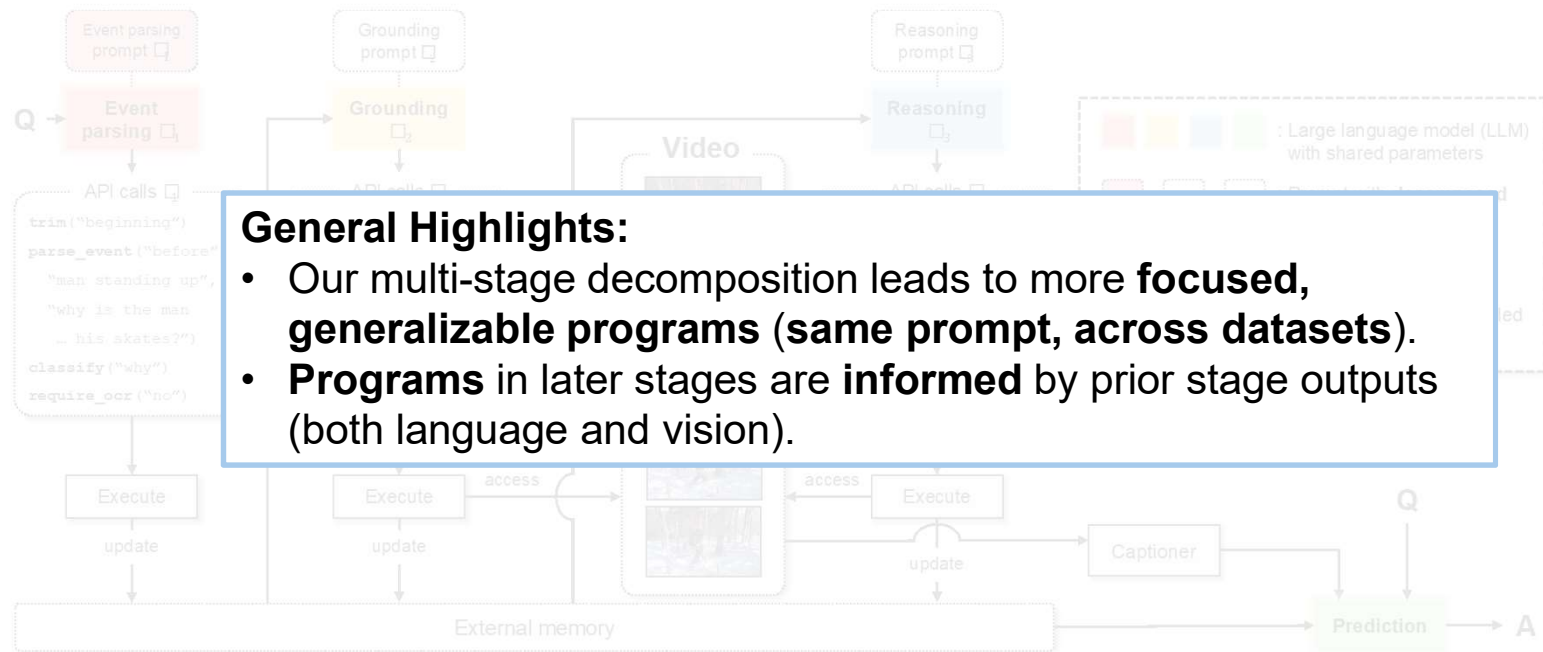 Event parsing
prompt
Grounding
prompt
Reasoning
prompt
Q
Event
parsing
Grounding
Reasoning
Video
: Large language model (LLM)
with shared parameters
API calls
API calls
API calls
trim("beginning")
parse_event("before"
"man standing up",
"why is the man
… his skates?")
classify("why")
require_ocr("no")
General Highlights:
• Our multi-stage decomposition leads to more focused,
generalizable programs (same prompt, across datasets).
• Programs in later stages are informed by prior stage outputs
(both language and vision).
Execute
access
Execute
access
Execute
Q
update
update
update
Captioner
External memory
Prediction
A